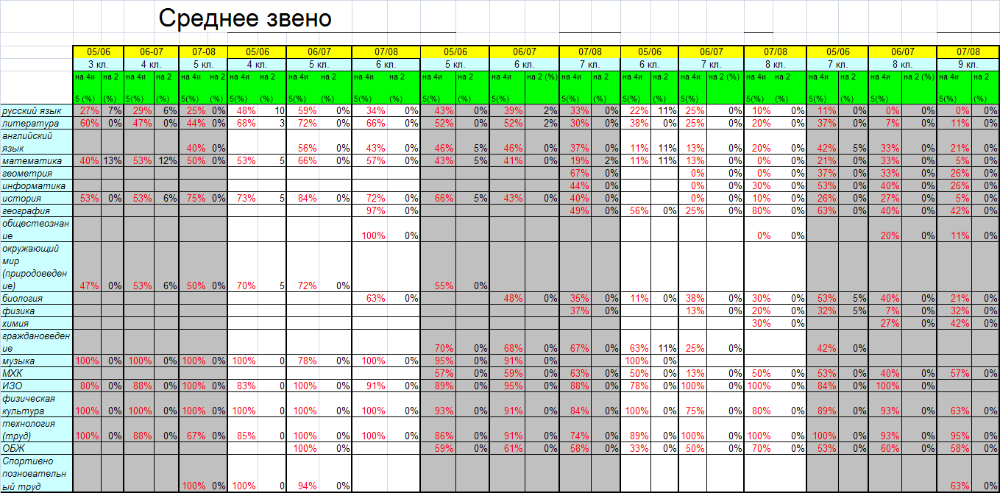 Среднее звено
05/06 06-07 07-08 05/06 06/07 07/08 05/06 06/07 07/08 05/06 06/07 07/08 05/06 06/07 07/08
3 кл. 4 кл. 5 кл. 4 кл. 5 кл. 6 кл. 5 кл. 6 кл. 7 кл. 6 кл. 7 кл. 8 кл. 7 кл. 8 кл. 9 кл.
на 4и на 2 на 4и на 2 на 4и на 2 на 4и на 2 на 4и на 2 на 4и на 2 на 4и на 2 на 4и на 2 (%) на 4и на 2 на 4и на 2 на 4и на 2 (%) на 4и на 2 на 4и на 2 на 4и на 2 (%) на 4и на 2
5 (%) (%) 5(%) (%) 5(%) (%) 5(%) (%) 5(%) (%) 5(%) (%) 5(%) (%) 5(%) 5(%) (%) 5(%) (%) 5(%) 5(%) (%) 5(%) (%) 5(%) 5(%) (%)
русский язык 27% 7% 29% 6% 25% 0% 48% 10 59% 0% 34% 0% 43% 0% 39% 2% 33% 0% 22% 11% 25% 0% 10% 0% 11% 0% 0% 0% 0% 0%
литература 60% 0% 47% 0% 44% 0% 68% 3 72% 0% 66% 0% 52% 0% 52% 2% 30% 0% 38% 0% 25% 0% 20% 0% 37% 0% 7% 0% 11% 0%
английский
язык 40% 0% 56% 0% 43% 0% 46% 5% 46% 0% 37% 0% 11% 11% 13% 0% 20% 0% 42% 5% 33% 0% 21% 0%
математика 40% 13% 53% 12% 50% 0% 53% 5 66% 0% 57% 0% 43% 5% 41% 0% 19% 2% 11% 11% 13% 0% 0% 0% 21% 0% 33% 0% 5% 0%
геометрия 67% 0% 0% 0% 0% 0% 37% 0% 33% 0% 26% 0%
информатика 44% 0% 0% 0% 30% 0% 53% 0% 40% 0% 26% 0%
история 53% 0% 53% 6% 75% 0% 73% 5 84% 0% 72% 0% 66% 5% 43% 0% 40% 0% 0% 0% 10% 0% 26% 0% 27% 0% 5% 0%
география 97% 0% 49% 0% 56% 0% 25% 0% 80% 0% 63% 0% 40% 0% 42% 0%
обществознан
ие 100% 0% 0% 0% 20% 0% 11% 0%
окружающий
мир
(природоведен
ие) 47% 0% 53% 6% 50% 0% 70% 5 72% 0% 55% 0%
биология 63% 0% 48% 0% 35% 0% 11% 0% 38% 0% 30% 0% 53% 5% 40% 0% 21% 0%
физика 37% 0% 13% 0% 20% 0% 32% 5% 7% 0% 32% 0%
химия 30% 0% 27% 0% 42% 0%
граждановеден
ие 70% 0% 68% 0% 67% 0% 63% 11% 25% 0% 42% 0%
музыка 100% 0% 100% 0% 100% 0% 100% 0 78% 0% 100% 0% 95% 0% 91% 0% 100% 0%
МХК 57% 0% 59% 0% 63% 0% 50% 0% 13% 0% 50% 0% 53% 0% 40% 0% 57% 0%
ИЗО 80% 0% 88% 0% 100% 0% 83% 0 100% 0% 91% 0% 89% 0% 95% 0% 88% 0% 78% 0% 100% 0% 100% 0% 84% 0% 100% 0%
физическая
культура 100% 0% 100% 0% 100% 0% 100% 0 100% 0% 100% 0% 93% 0% 91% 0% 84% 0% 100% 0% 75% 0% 80% 0% 89% 0% 93% 0% 63% 0%
технология
(труд) 100% 0% 88% 0% 67% 0% 85% 0 100% 0% 100% 0% 86% 0% 91% 0% 74% 0% 89% 0% 100% 0% 100% 0% 100% 0% 93% 0% 95% 0%
ОБЖ 100% 0% 59% 0% 61% 0% 58% 0% 33% 0% 50% 0% 70% 0% 53% 0% 60% 0% 58% 0%
Спортивно
позновательн
ый труд 100% 0% 100% 0 94% 0% 63% 0%